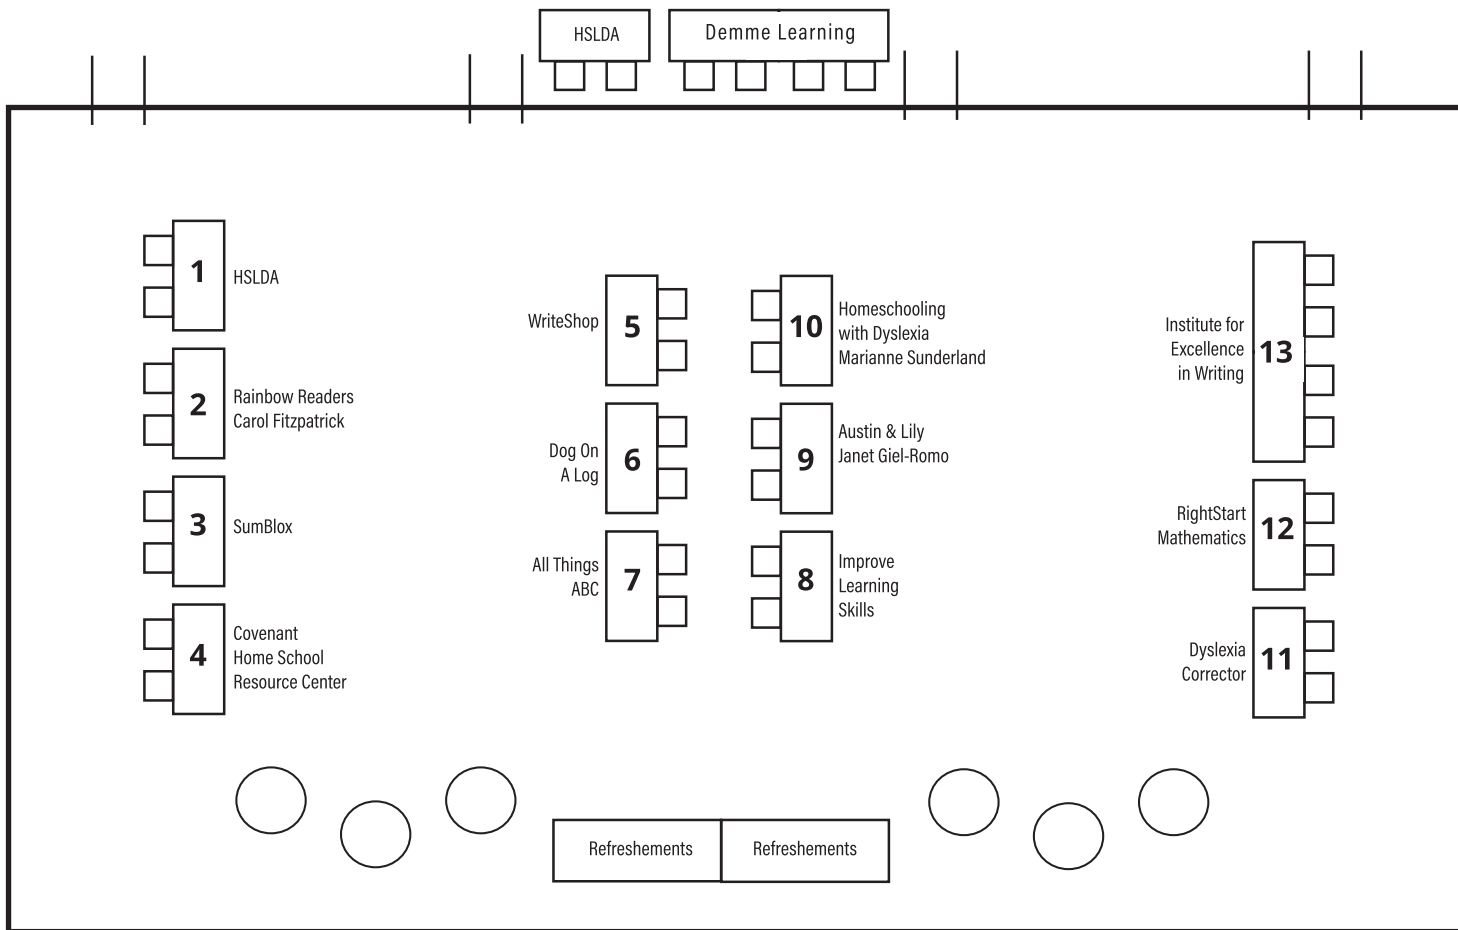 HSLDA
Demme Learning
1
HSLDA
2
Rainbow Readers
Carol Fitzpatrick
3
SumBlox
4
Covenant
Home School
Resource Center
WriteShop
5
Dog On
A Log
6
All Things
ABC
7
10
Homeschooling
with Dyslexia
Marianne Sunderland
9
Austin & Lily
Janet Giel-Romo
8
Improve
Learning
Skills
Institute for
Excellence
in Writing
13
RightStart
Mathematics
12
Dyslexia
Corrector
11
Refreshements
Refreshements